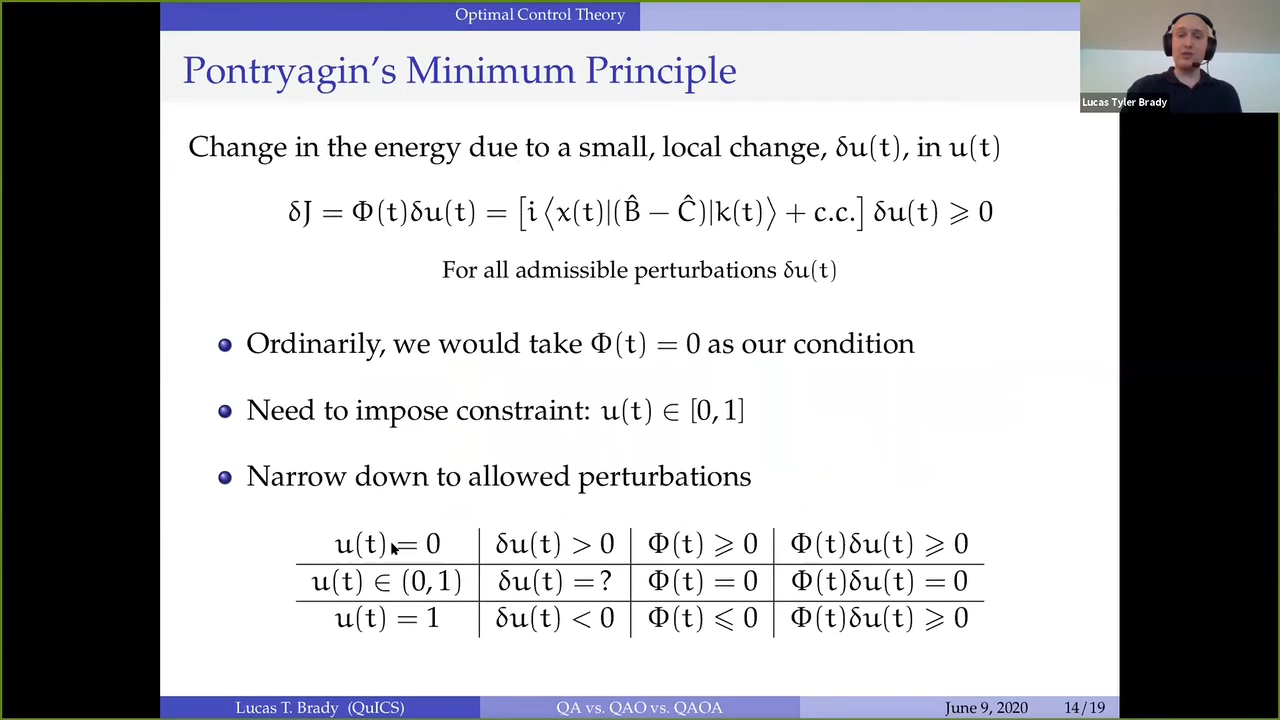 Optimal Control Theory
Pontryagin's Minimum Principle
Lucas Tyler Brady
Change in the energy due to a small, local change, δu(t), in u(t)
δJ = Φ(t)δu(t) = [i ⟨x(t)|(B̂ − Ĉ)|k(t)⟩ + c.c.] δu(t) ⩾ 0
For all admissible perturbations δu(t)
Ordinarily, we would take Φ(t) = 0 as our condition
Need to impose constraint: u(t) ∈ [0, 1]
Narrow down to allowed perturbations
u(t) = 0 | δu(t) > 0 | Φ(t) ⩾ 0 | Φ(t)δu(t) ⩾ 0
u(t) ∈ (0, 1) | δu(t) = ? | Φ(t) = 0 | Φ(t)δu(t) = 0
u(t) = 1 | δu(t) < 0 | Φ(t) ⩽ 0 | Φ(t)δu(t) ⩾ 0
Lucas T. Brady (QuICS) QA vs. QAO vs. QAOA June 9, 2020 14/19